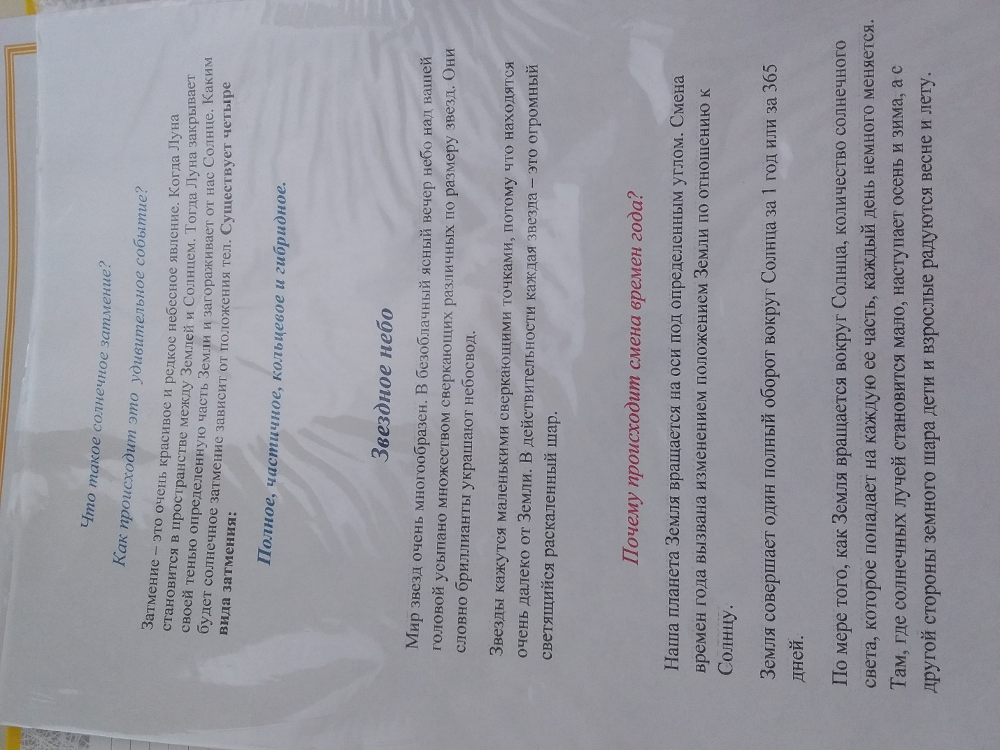 Что такое солнечное затмение?
Как происходит это удивительное событие?
Затмение – это очень красивое и редкое небесное явление. Когда Луна
становится в пространстве между Землей и Солнцем. Тогда Луна закрывает
своей тенью определенную часть Земли и загораживает от нас Солнце. Каким
будет солнечное затмение зависит от положения тел. Существует четыре
вида затмения:
Полное, частичное, кольцевое и гибридное.
Звездное небо
Мир звезд очень многообразен. В безоблачный ясный вечер небо над вашей
головой усыпано множеством сверкающих различных по размеру звезд. Они
словно бриллианты украшают небосвод.
Звезды кажутся маленькими сверкающими точками, потому что находятся
очень далеко от Земли. В действительности каждая звезда – это огромный
светящийся раскаленный шар.
Почему происходит смена времен года?
Наша планета Земля вращается на оси под определенным углом. Смена
времен года вызвана изменением положением Земли по отношению к
Солнцу.
Земля совершает один полный оборот вокруг Солнца за 1 год или за 365
дней.
По мере того, как Земля вращается вокруг Солнца, количество солнечного
света, которое попадает на каждую ее часть, каждый день немного меняется.
Там, где солнечных лучей становится мало, наступает осень и зима, а с
другой стороны земного шара дети и взрослые радуются весне и лету.